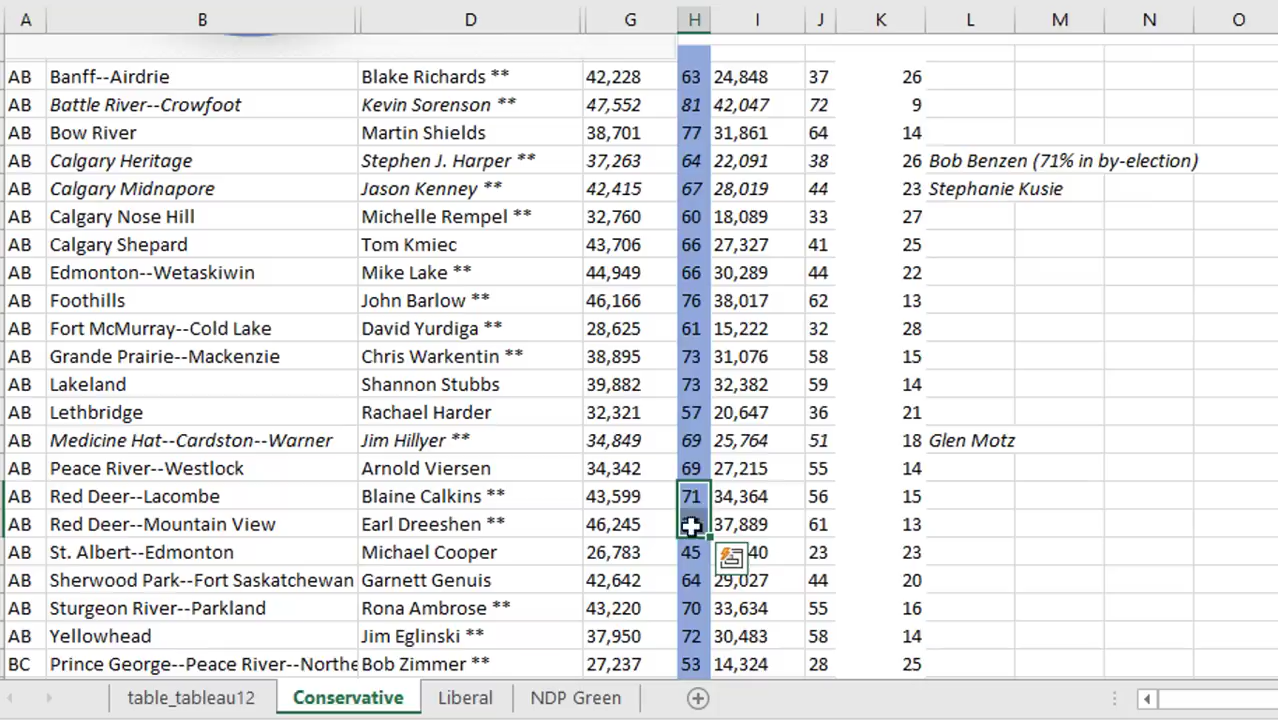 A B D G H I J K L M N O
AB Banff--Airdrie Blake Richards ** 42,228 63 24,848 37 26
AB Battle River--Crowfoot Kevin Sorenson ** 47,552 81 42,047 72 9
AB Bow River Martin Shields 38,701 77 31,861 64 14
AB Calgary Heritage Stephen J. Harper ** 37,263 64 22,091 38 26 Bob Benzen (71% in by-election)
AB Calgary Midnapore Jason Kenney ** 42,415 67 28,019 44 23 Stephanie Kusie
AB Calgary Nose Hill Michelle Rempel ** 32,760 60 18,089 33 27
AB Calgary Shepard Tom Kmiec 43,706 66 27,327 41 25
AB Edmonton--Wetaskiwin Mike Lake ** 44,949 66 30,289 44 22
AB Foothills John Barlow ** 46,166 76 38,017 62 13
AB Fort McMurray--Cold Lake David Yurdiga ** 28,625 61 15,222 32 28
AB Grande Prairie--Mackenzie Chris Warkentin ** 38,895 73 31,076 58 15
AB Lakeland Shannon Stubbs 39,882 73 32,382 59 14
AB Lethbridge Rachael Harder 32,321 57 20,647 36 21
AB Medicine Hat--Cardston--Warner Jim Hillyer ** 34,849 69 25,764 51 18 Glen Motz
AB Peace River--Westlock Arnold Viersen 34,342 69 27,215 55 14
AB Red Deer--Lacombe Blaine Calkins ** 43,599 71 34,364 56 15
AB Red Deer--Mountain View Earl Dreeshen ** 46,245 37,889 61 13
AB St. Albert--Edmonton Michael Cooper 26,783 45 40 23 23
AB Sherwood Park--Fort Saskatchewan Garnett Genuis 42,642 64 29,027 44 20
AB Sturgeon River--Parkland Rona Ambrose ** 43,220 70 33,634 55 16
AB Yellowhead Jim Eglinski ** 37,950 72 30,483 58 14
BC Prince George--Peace River--Northe Bob Zimmer ** 27,237 53 14,324 28 25
table_tableau12 Conservative Liberal NDP Green